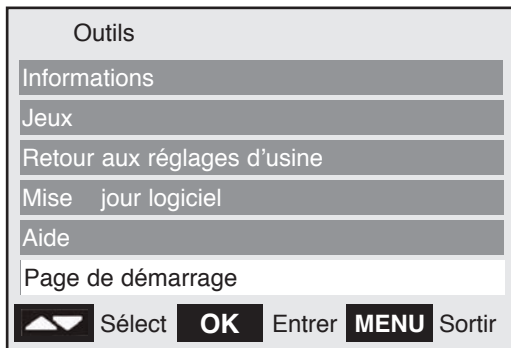 Outils
Informations
Jeux
Retour aux réglages d'usine
Mise jour logiciel
Aide
Page de démarrage
Sélect OK Entrer MENU Sortir